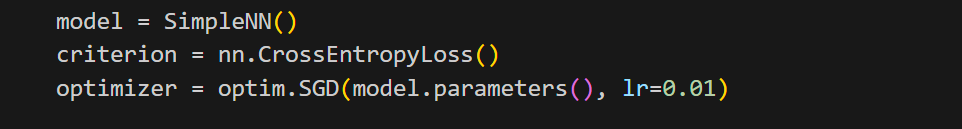 model = SimpleNN()
criterion = nn.CrossEntropyLoss()
optimizer = optim.SGD(model.parameters(), lr=0.01)